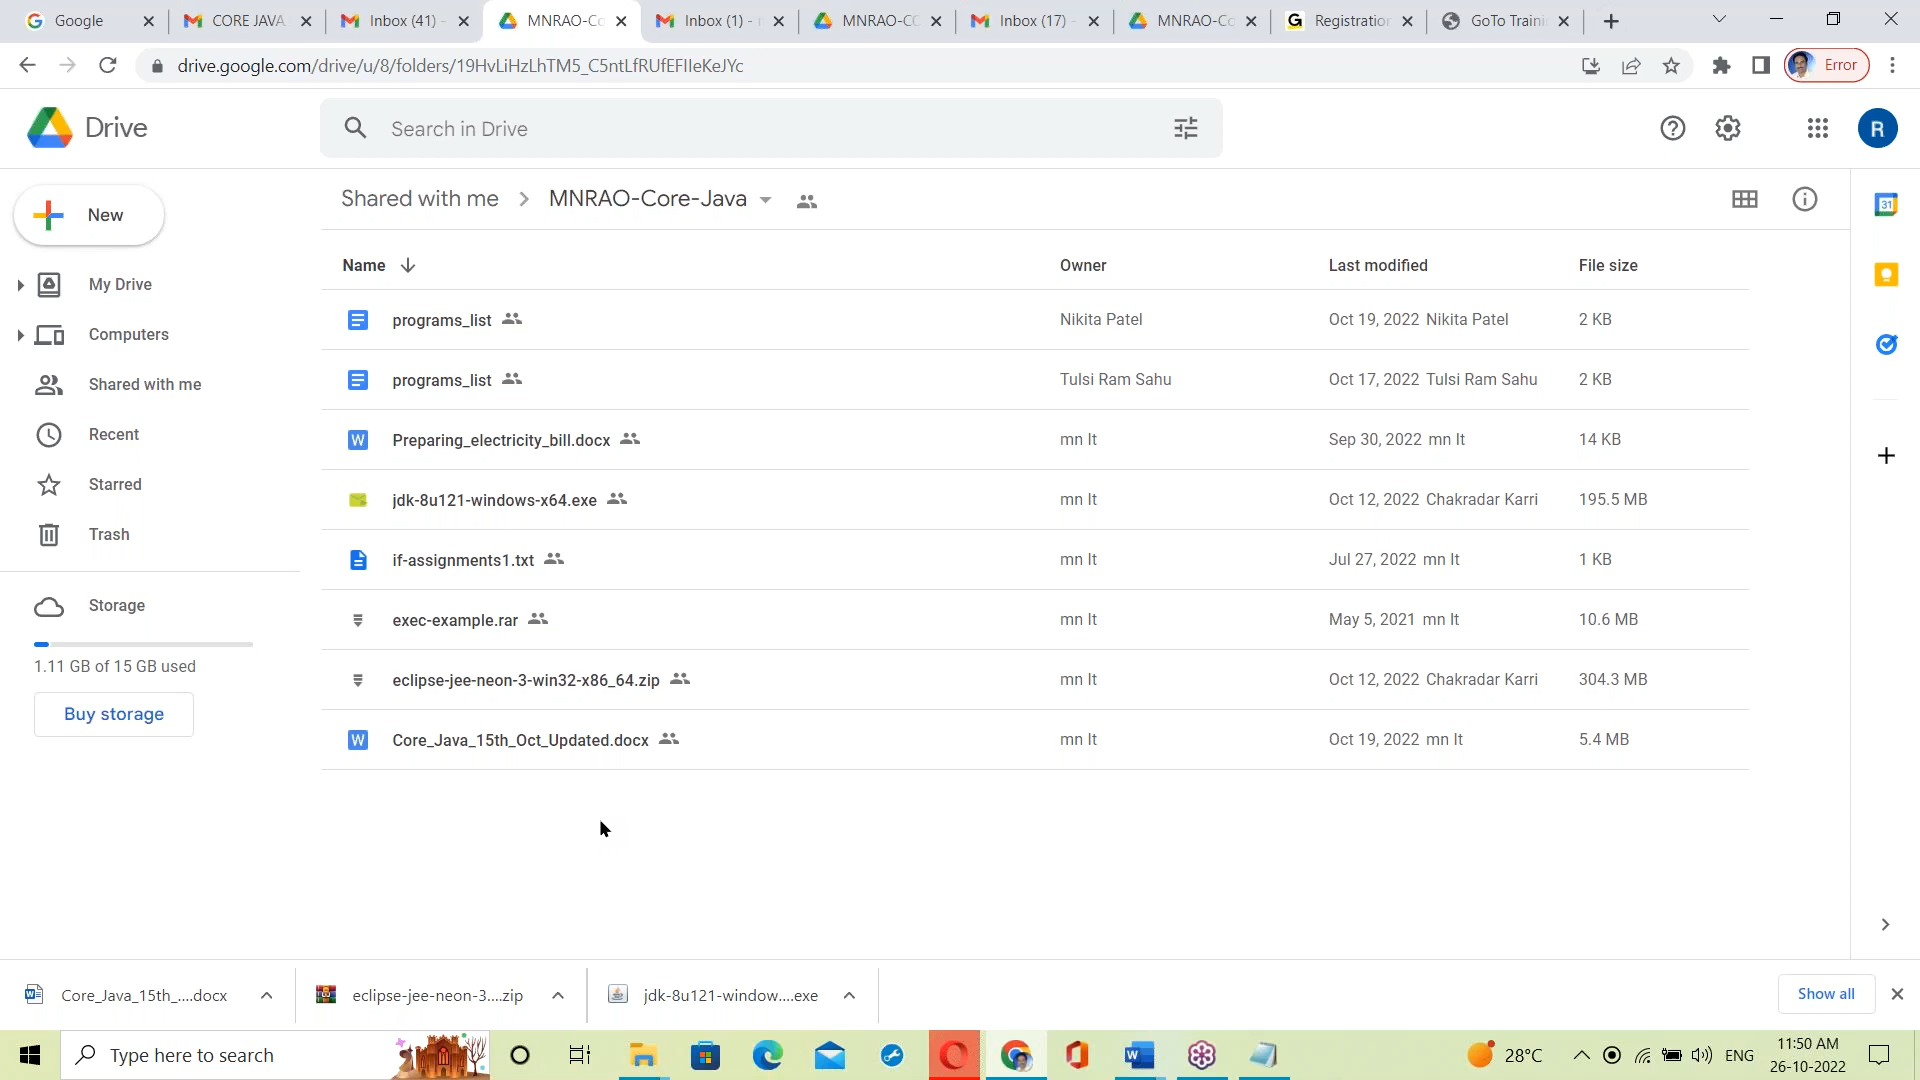 Google
CORE JAVA
Inbox (41) -
MNRAO-Co
Inbox (1) -
MNRAO-CO
Inbox (17) -
MNRAO-Co
Registration
GoTo Traini
drive.google.com/drive/u/8/folders/19HvLiHzLhTM5_C5ntLfRUfEFIIeKeJYc
Error
Drive
Search in Drive
R
New
Shared with me
MNRAO-Core-Java
31
My Drive
Computers
Shared with me
Recent
Starred
Trash
Storage
1.11 GB of 15 GB used
Buy storage
Name
Owner
Last modified
File size
programs_list
Nikita Patel
Oct 19, 2022 Nikita Patel
2 KB
programs_list
Tulsi Ram Sahu
Oct 17, 2022 Tulsi Ram Sahu
2 KB
W
Preparing_electricity_bill.docx
mn It
Sep 30, 2022 mn It
14 KB
jdk-8u121-windows-x64.exe
mn It
Oct 12, 2022 Chakradar Karri
195.5 MB
if-assignments1.txt
mn It
Jul 27, 2022 mn It
1 KB
exec-example.rar
mn It
May 5, 2021 mn It
10.6 MB
eclipse-jee-neon-3-win32-x86_64.zip
mn It
Oct 12, 2022 Chakradar Karri
304.3 MB
W
Core_Java_15th_Oct_Updated.docx
mn It
Oct 19, 2022 mn It
5.4 MB
Core_Java_15th_....docx
eclipse-jee-neon-3....zip
jdk-8u121-window....exe
Show all
Type here to search
28°C
ENG
11:50 AM
26-10-2022